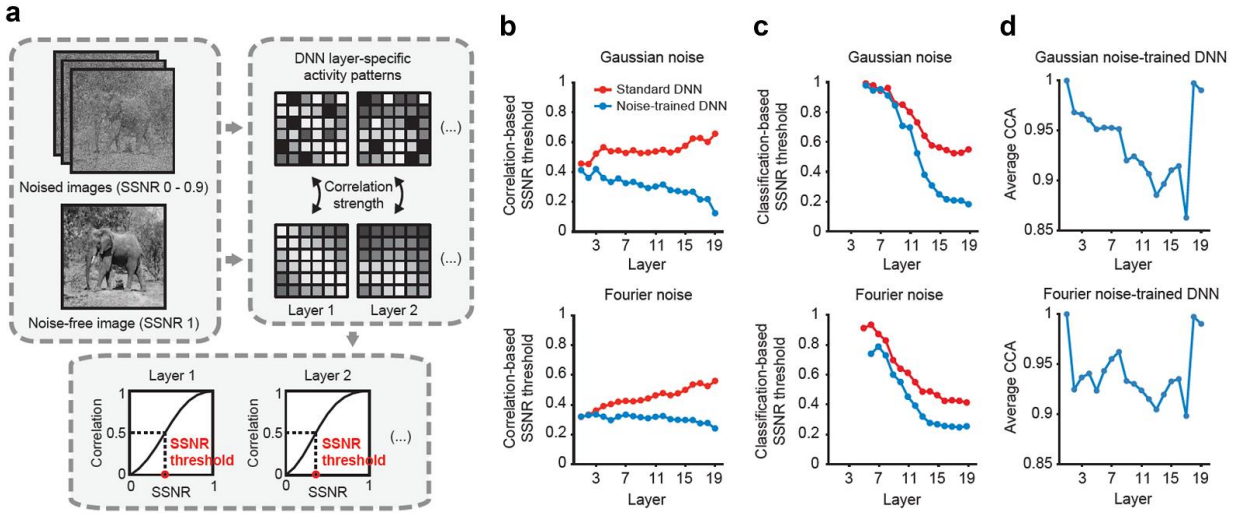 a
DNN layer-specific
activity patterns
(...)
Noised images (SSNR 0 - 0.9)
Correlation
strength
(...)
Noise-free image (SSNR 1)
Layer 1
Layer 2
Layer 1
Layer 2
Correlation
1
0.5
0
SSNR
threshold
0
SSNR
1
Correlation
1
0.5
0
SSNR
threshold
0
SSNR
1
(...)
b
Gaussian noise
Correlation-based
SSNR threshold
1
0.8
0.6
0.4
0.2
0
Standard DNN
Noise-trained DNN
3 7 11 15 19
Layer
Fourier noise
Correlation-based
SSNR threshold
1
0.8
0.6
0.4
0.2
0
3 7 11 15 19
Layer
c
Gaussian noise
Classification-based
SSNR threshold
1
0.8
0.6
0.4
0.2
0
3 7 11 15 19
Layer
Fourier noise
Classification-based
SSNR threshold
1
0.8
0.6
0.4
0.2
0
3 7 11 15 19
Layer
d
Gaussian noise-trained DNN
Average CCA
1
0.95
0.9
0.85
3 7 11 15 19
Layer
Fourier noise-trained DNN
Average CCA
1
0.95
0.9
0.85
3 7 11 15 19
Layer